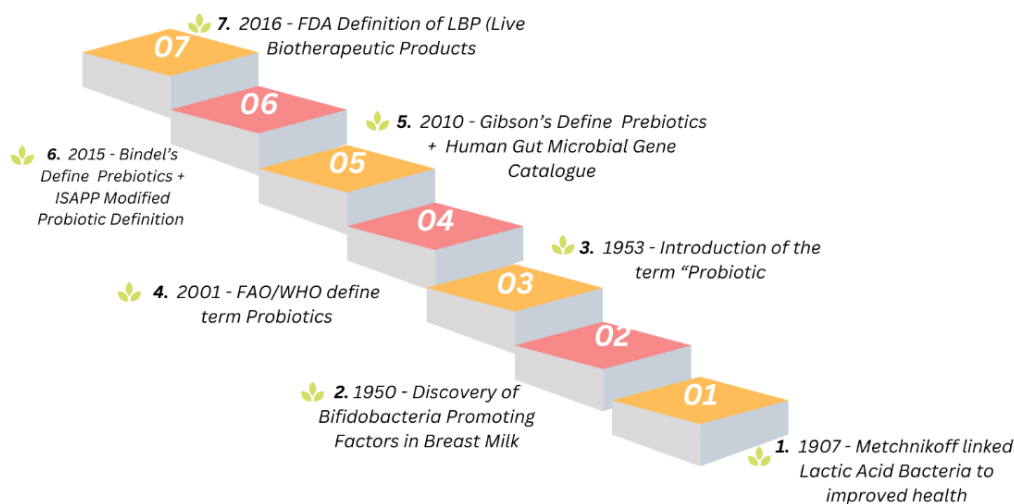 7. 2016 - FDA Definition of LBP (Live
Biotherapeutic Products
07
06
5. 2010 - Gibson's Define Prebiotics
+ Human Gut Microbial Gene
Catalogue
6. 2015 - Bindel's
Define Prebiotics +
ISAPP Modified
Probiotic Definition
05
04
3. 1953 - Introduction of the
term “Probiotic
4. 2001 - FAO/WHO define
term Probiotics
03
02
2. 1950 - Discovery of
Bifidobacteria Promoting
Factors in Breast Milk
01
1. 1907 - Metchnikoff linked
Lactic Acid Bacteria to
improved health